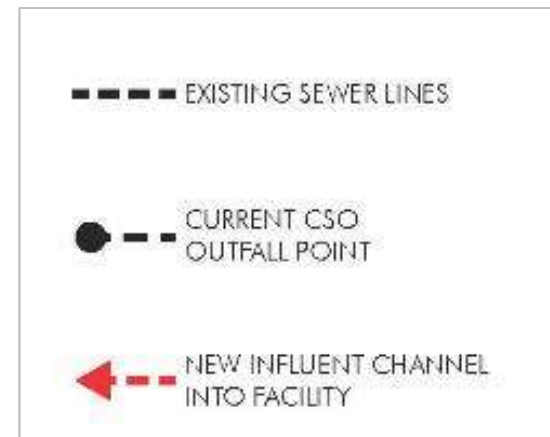 EXISTING SEWER LINES
CURRENT CSO
OUTFALL POINT
NEW INFLUENT CHANNEL
INTO FACILITY